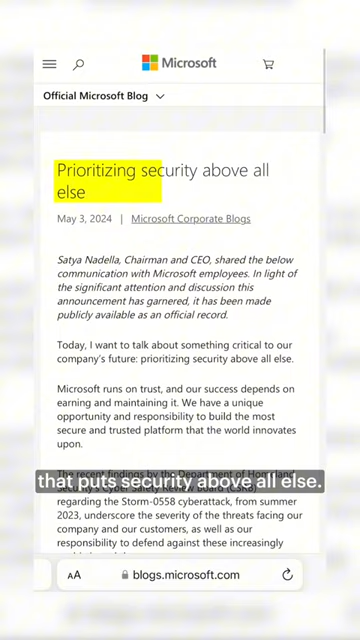 Microsoft
Official Microsoft Blog
Prioritizing security above all
else
May 3, 2024 | Microsoft Corporate Blogs
Satya Nadella, Chairman and CEO, shared the below
communication with Microsoft employees. In light of
the significant attention and discussion this
announcement has garnered, it has been made
publicly available as an official record.
Today, I want to talk about something critical to our
company's future: prioritizing security above all else.
Microsoft runs on trust, and our success depends on
earning and maintaining it. We have a unique
opportunity and responsibility to build the most
secure and trusted platform that the world innovates
upon.
that puts security above all else.
The recent findings by the Department of Homeland
Security's Cyber Safety Review Board (CSRB)
regarding the Storm-0558 cyberattack, from summer
2023, underscore the severity of the threats facing our
company and our customers, as well as our
responsibility to defend against these increasingly
AA blogs.microsoft.com